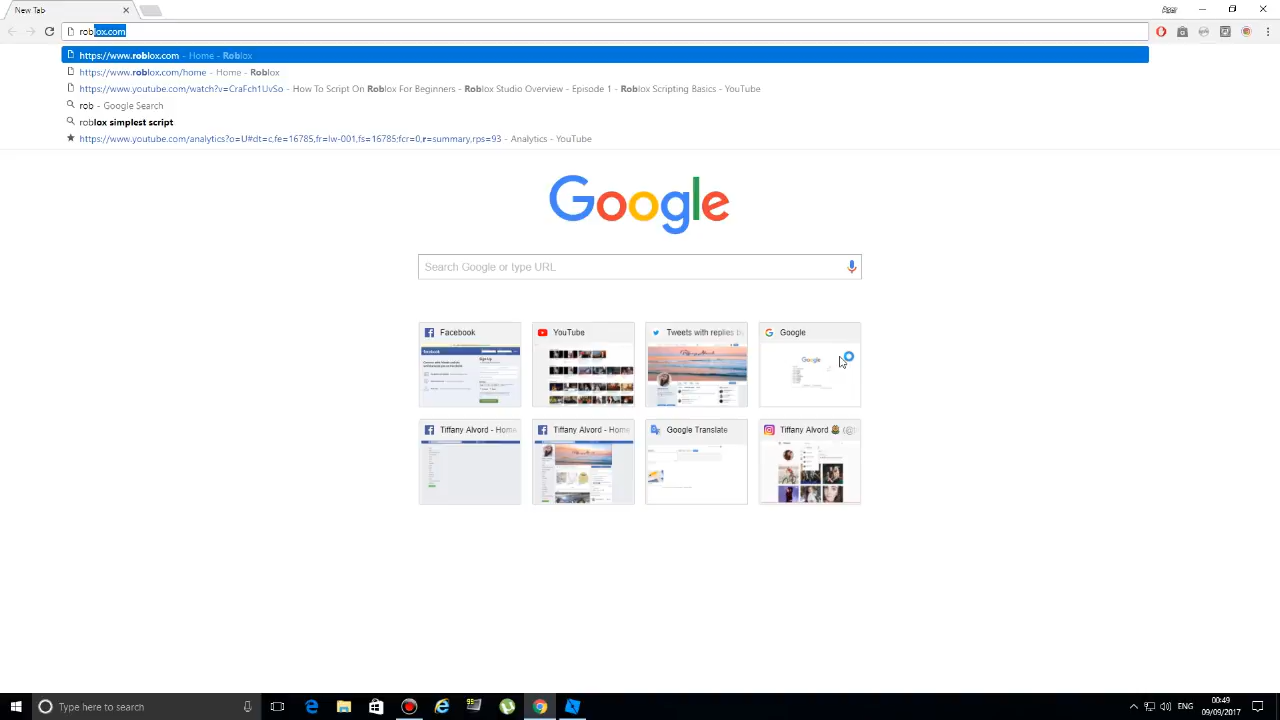 New Tab
roblox.com
https://www.roblox.com - Home - Roblox
https://www.roblox.com/home - Home - Roblox
https://www.youtube.com/watch?v=CraFch1UvSo - How To Script On Roblox For Beginners - Roblox Studio Overview - Episode 1 - Roblox Scripting Basics - YouTube
rob - Google Search
roblox simplest script
https://www.youtube.com/analytics?o=U#dt=c,fe=16785,fr=lw-001,fs=16785;fcr=0,r=summary,rps=93 - Analytics - YouTube
Google
Search Google or type URL
Facebook
YouTube
Tweets with replies b
Google
Tiffany Alvord - Home
Tiffany Alvord - Home
Google Translate
Tiffany Alvord
Type here to search
ENG
00:49
09/09/2017